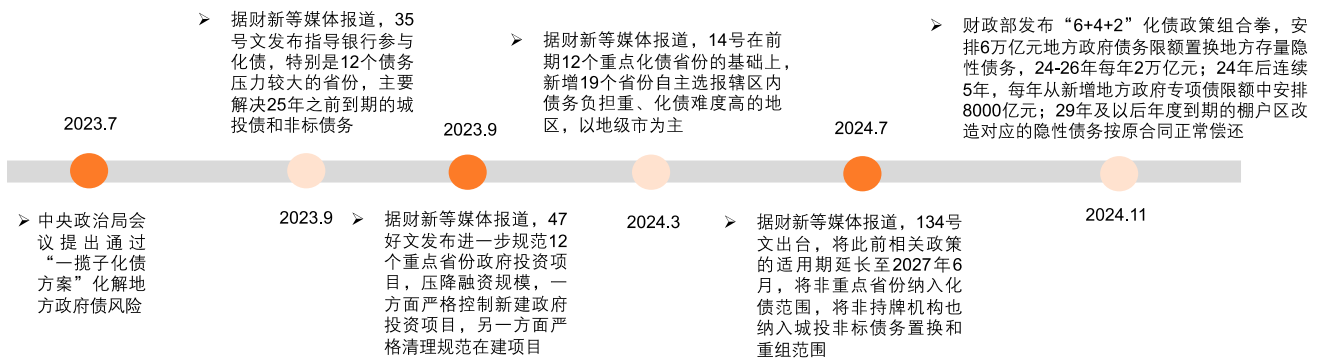 2023.7
➢ 中央政治局会
议提出通过
“一揽子化债
方案”化解地
方政府债风险
➢ 据财新等媒体报道，35
号文发布指导银行参与
化债，特别是12个债务
压力较大的省份，主要
解决25年之前到期的城
投债和非标债务
2023.9
2023.9
➢ 据财新等媒体报道，47
好文发布进一步规范12
个重点省份政府投资项
目，压降融资规模，一
方面严格控制新建政府
投资项目，另一方面严
格清理规范在建项目
➢ 据财新等媒体报道，14号在前
期12个重点化债省份的基础上，
新增19个省份自主选报辖区内
债务负担重、化债难度高的地
区，以地级市为主
2024.3
2024.7
➢ 据财新等媒体报道，134号
文出台，将此前相关政策
的适用期延长至2027年6
月，将非重点省份纳入化
债范围，将非持牌机构也
纳入城投非标债务置换和
重组范围
➢ 财政部发布“6+4+2”化债政策组合拳，安
排6万亿元地方政府债务限额置换地方存量隐
性债务，24-26年每年2万亿元；24年后连续
5年，每年从新增地方政府专项债限额中安排
8000亿元；29年及以后年度到期的棚户区改
造对应的隐性债务按原合同正常偿还
2024.11